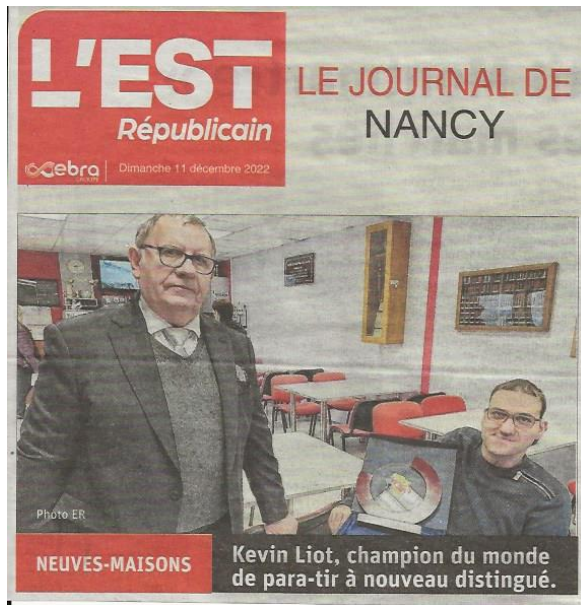 L'EST
Républicain
ebra
Dimanche 11 décembre 2022
LE JOURNAL DE
NANCY
Photo ER
NEUVES-MAISONS
Kevin Liot, champion du monde
de para-tir à nouveau distingué.